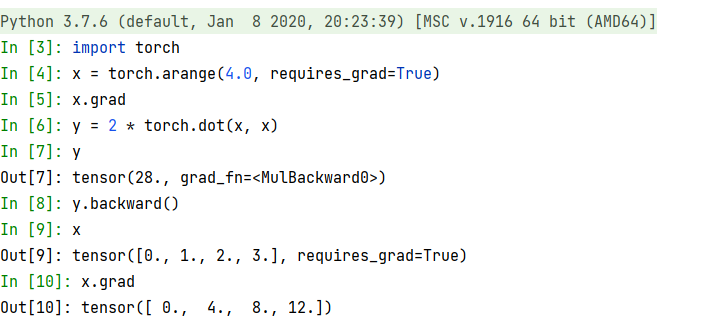 Python 3.7.6 (default, Jan  8 2020, 20:23:39) [MSC v.1916 64 bit (AMD64)]
In [3]: import torch
In [4]: x = torch.arange(4.0, requires_grad=True)
In [5]: x.grad
In [6]: y = 2 * torch.dot(x, x)
In [7]: y
Out[7]: tensor(28., grad_fn=<MulBackward0>)
In [8]: y.backward()
In [9]: x
Out[9]: tensor([0., 1., 2., 3.], requires_grad=True)
In [10]: x.grad
Out[10]: tensor([ 0.,  4.,  8., 12.])